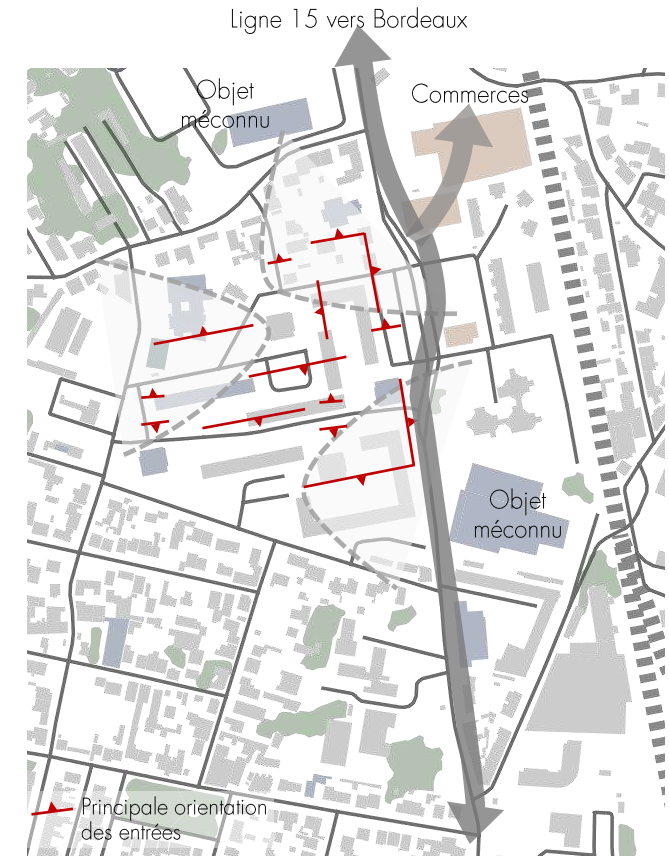 Ligne 15 vers Bordeaux
Objet
méconnu
Commerces
Objet
méconnu
Principale orientation
des entrées